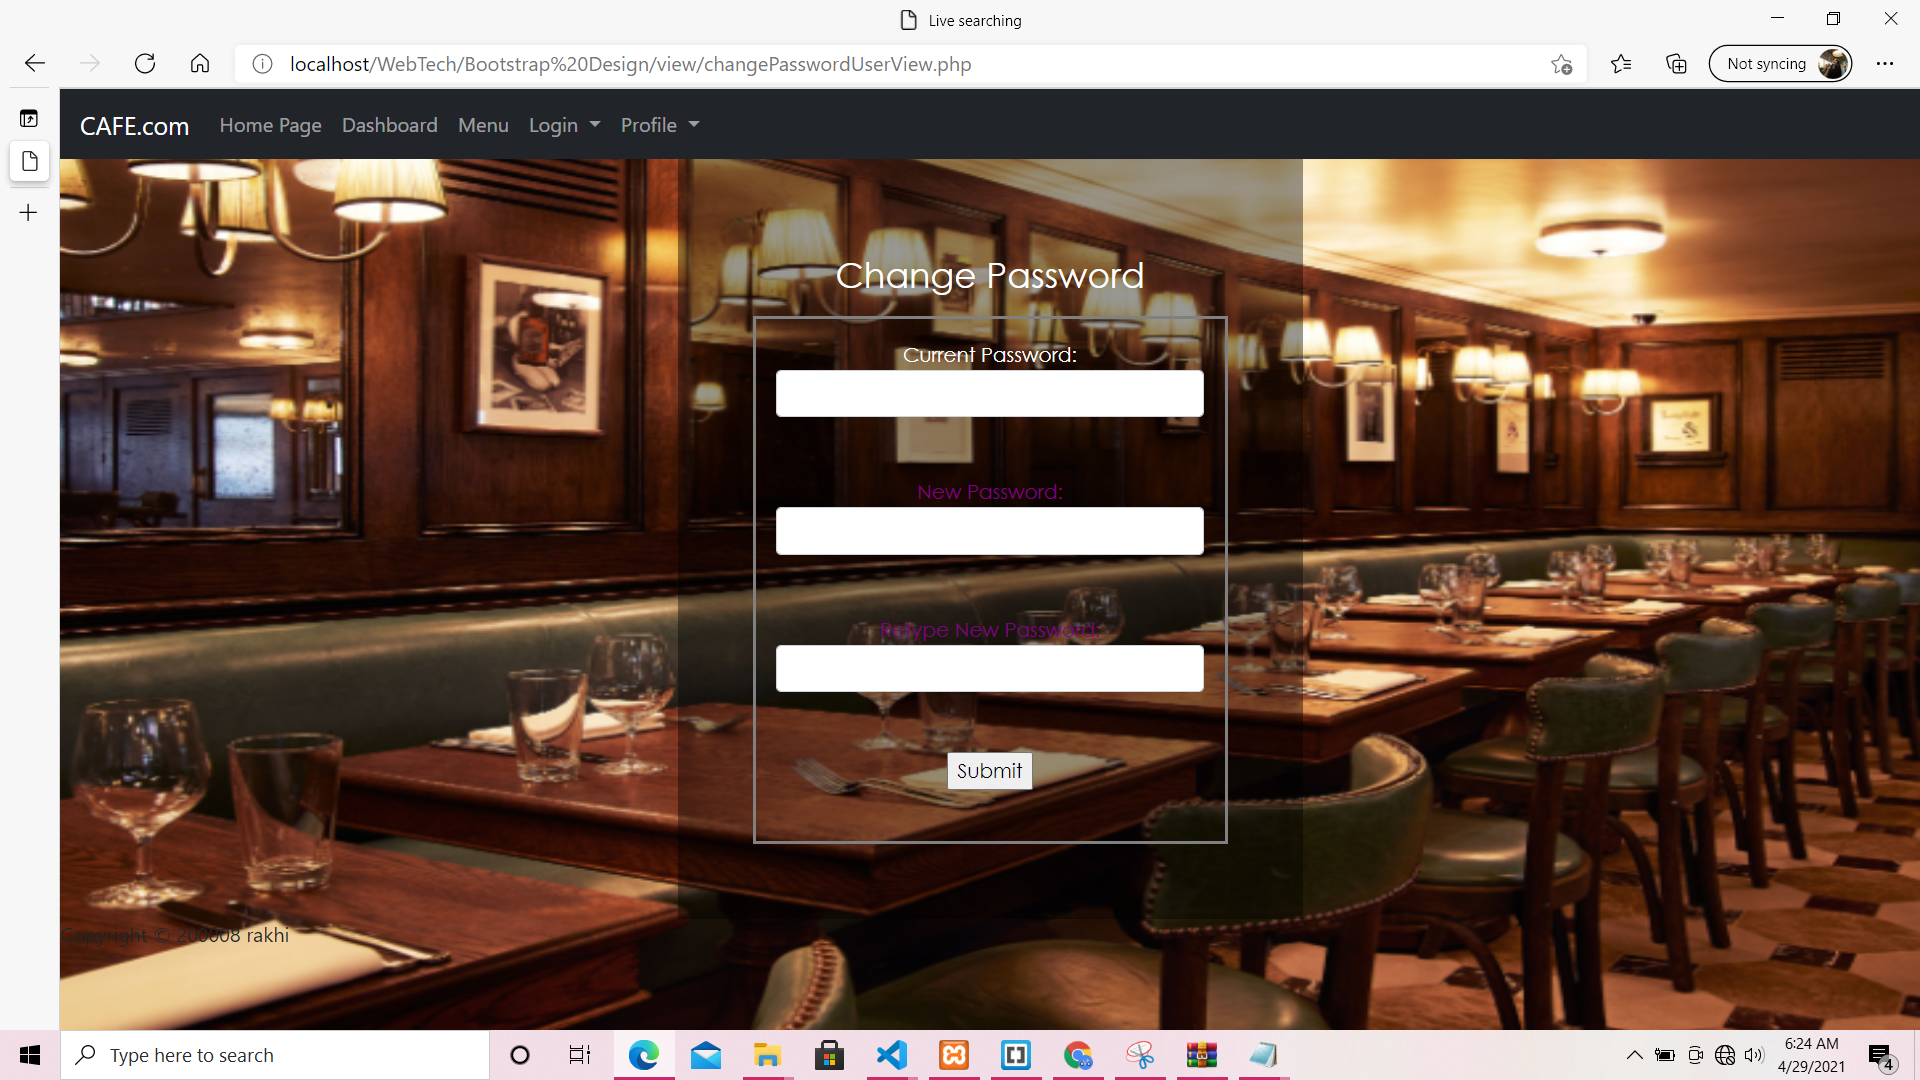 Live searching
localhost/WebTech/Bootstrap%20Design/view/changePasswordUserView.php
Not syncing
CAFE.com
Home Page
Dashboard
Menu
Login
Profile
Change Password
Current Password:
New Password:
Retype New Password:
Submit
Copyright © 200008 rakhi
Type here to search
6:24 AM
4/29/2021
4